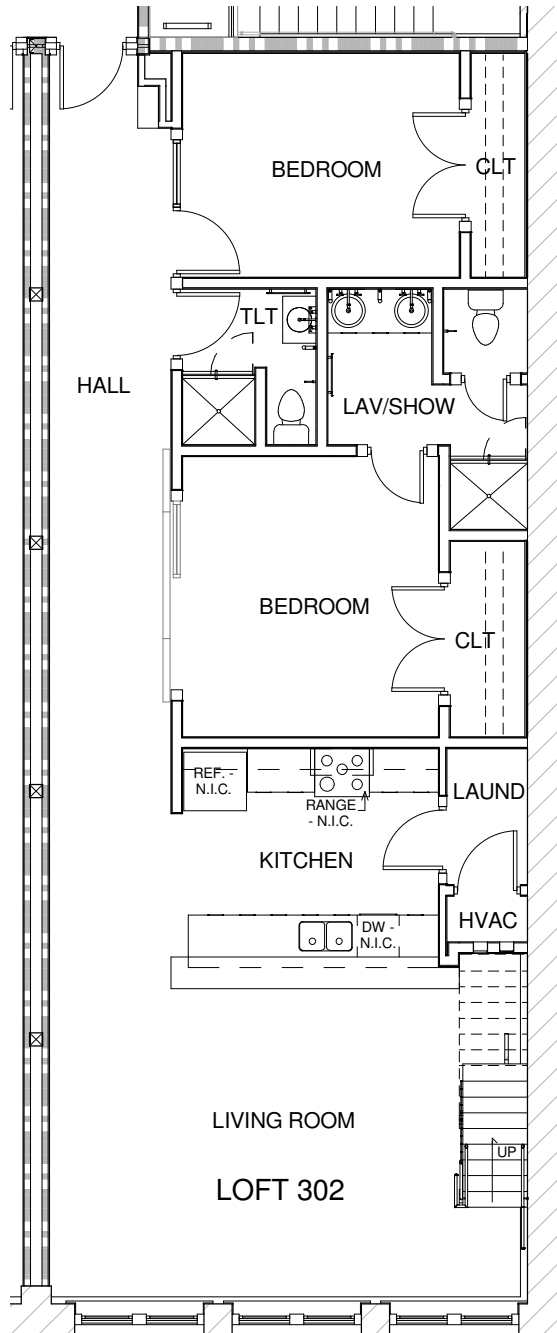 BEDROOM
CLT
TLT
HALL
LAV/SHOW
BEDROOM
CLT
REF. -
N.I.C.
RANGE
- N.I.C.
LAUND
KITCHEN
DW -
N.I.C.
HVAC
LIVING ROOM
UP
LOFT 302